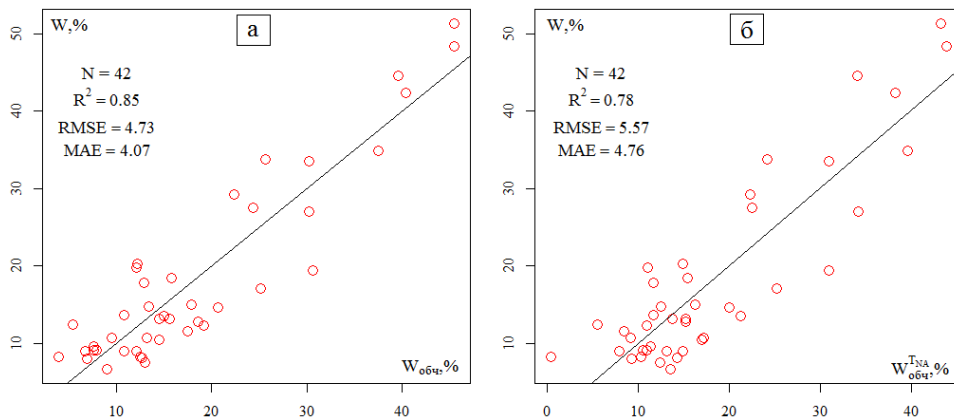 W,%
а
N = 42
R² = 0.85
RMSE = 4.73
MAE = 4.07
50
40
30
20
10
Wобч,%
10
20
30
40
W,%
б
N = 42
R² = 0.78
RMSE = 5.57
MAE = 4.76
50
40
30
20
10
Wобч^TNA,%
0
10
20
30
40